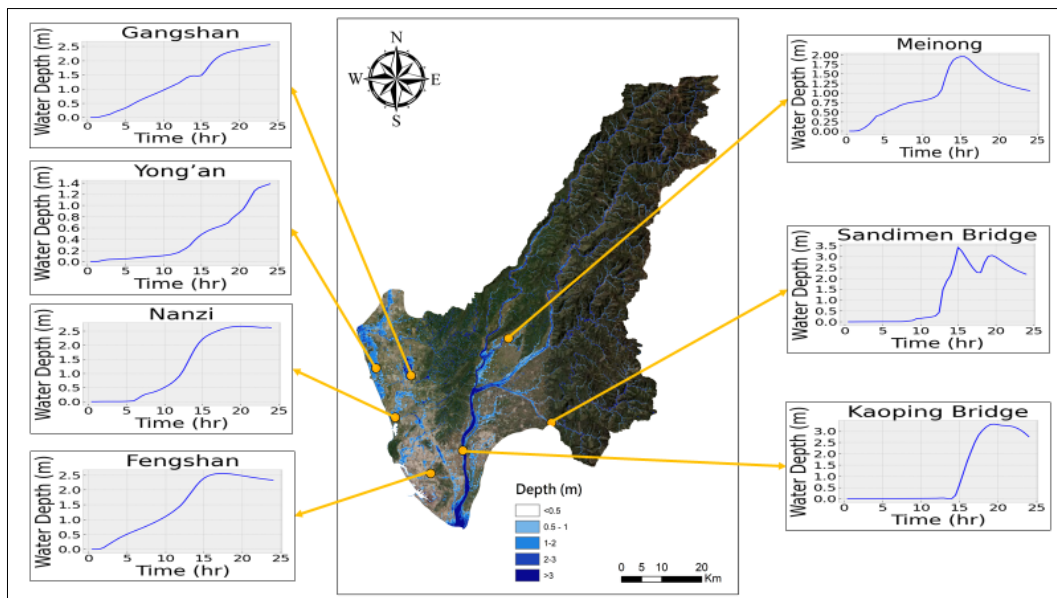 Gangshan
Water Depth (m)
2.5
2.0
1.5
1.0
0.5
0.0
0 5 10 15 20 25
Time (hr)
Yong’an
Water Depth (m)
1.4
1.2
1.0
0.8
0.6
0.4
0.2
0.0
0 5 10 15 20 25
Time (hr)
Nanzi
Water Depth (m)
2.5
2.0
1.5
1.0
0.5
0.0
0 5 10 15 20 25
Time (hr)
Fengshan
Water Depth (m)
2.5
2.0
1.5
1.0
0.5
0.0
0 5 10 15 20 25
Time (hr)
N
W E
S
Depth (m)
<0.5
0.5 - 1
1-2
2-3
>3
0 5 10 20
Km
Meinong
Water Depth (m)
2.00
1.75
1.50
1.25
1.00
0.75
0.50
0.25
0.00
0 5 10 15 20 25
Time (hr)
Sandimen Bridge
Water Depth (m)
3.5
3.0
2.5
2.0
1.5
1.0
0.5
0.0
0 5 10 15 20 25
Time (hr)
Kaoping Bridge
Water Depth (m)
3.0
2.5
2.0
1.5
1.0
0.5
0.0
0 5 10 15 20 25
Time (hr)